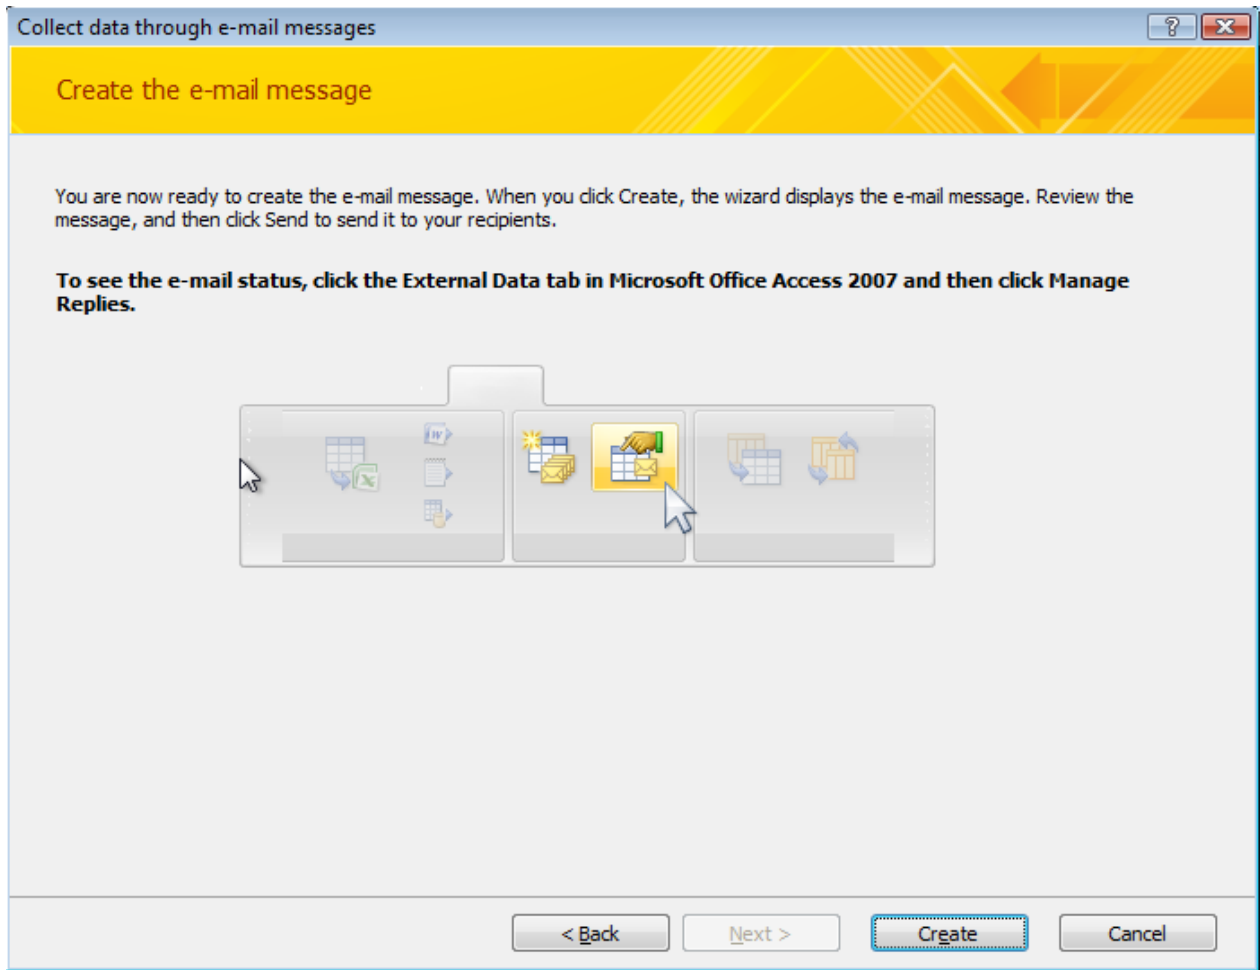 Collect data through e-mail messages
Create the e-mail message
You are now ready to create the e-mail message. When you click Create, the wizard displays the e-mail message. Review the
message, and then click Send to send it to your recipients.
To see the e-mail status, click the External Data tab in Microsoft Office Access 2007 and then click Manage
Replies.
< Back
Next >
Create
Cancel